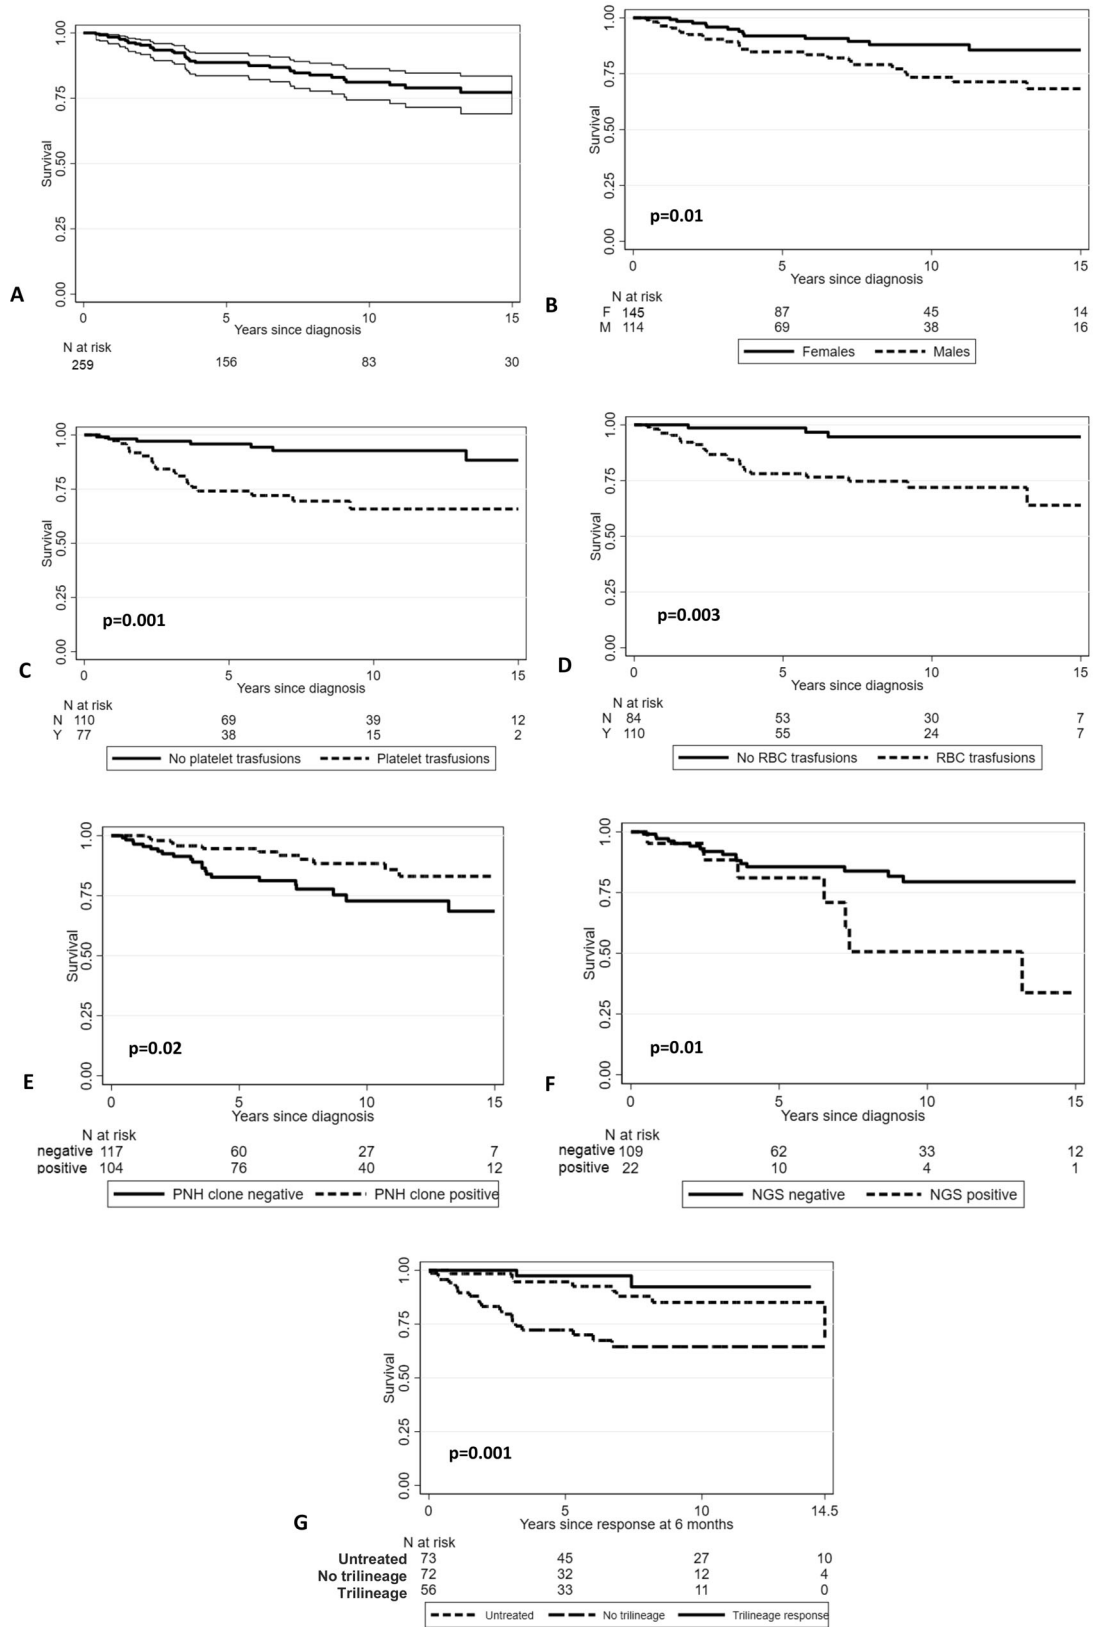 A
Survival
1.00
0.75
0.50
0.25
0.00
0 5 10 15
Years since diagnosis
N at risk
259 156 83 30
B
Survival
1.00
0.75
0.50
0.25
0.00
p=0.01
0 5 10 15
Years since diagnosis
N at risk
F 145 87 45 14
M 114 69 38 16
Females Males
C
Survival
1.00
0.75
0.50
0.25
0.00
p=0.001
0 5 10 15
Years since diagnosis
N at risk
N 110 69 39 12
Y 77 38 15 2
No platelet trasfusions Platelet trasfusions
D
Survival
1.00
0.75
0.50
0.25
0.00
p=0.003
0 5 10 15
Years since diagnosis
N at risk
N 84 53 30 7
Y 110 55 24 7
No RBC trasfusions RBC trasfusions
E
Survival
1.00
0.75
0.50
0.25
0.00
p=0.02
0 5 10 15
Years since diagnosis
N at risk
negative 117 60 27 7
positive 104 76 40 12
PNH clone negative PNH clone positive
F
Survival
1.00
0.75
0.50
0.25
0.00
p=0.01
0 5 10 15
Years since diagnosis
N at risk
negative 109 62 33 12
positive 22 10 4 1
NGS negative NGS positive
G
Survival
1.00
0.75
0.50
0.25
0.00
p=0.001
0 5 10 14.5
Years since response at 6 months
N at risk
Untreated 73 45 27 10
No trilineage 72 32 12 4
Trilineage 56 33 11 0
Untreated No trilineage Trilineage response